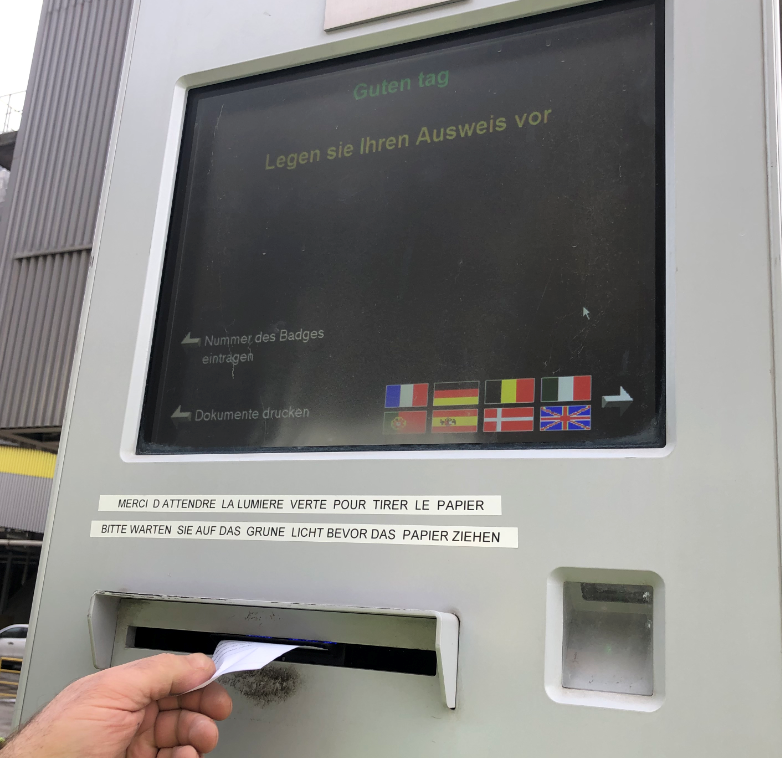 Guten tag
Legen sie Ihren Ausweis vor
Nummer des Badges
eintragen
Dokumente drucken
MERCI D ATTENDRE LA LUMIERE VERTE POUR TIRER LE PAPIER
BITTE WARTEN SIE AUF DAS GRUNE LICHT BEVOR DAS PAPIER ZIEHEN